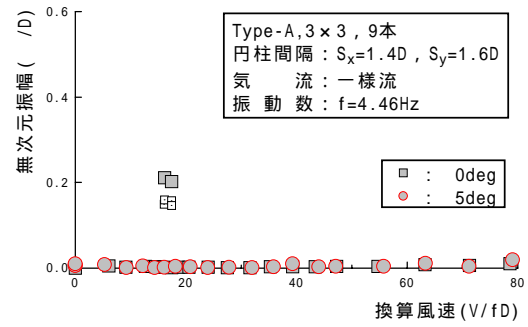 0.6
0.4
0.2
0.0
無次元振幅( /D)
Type-A,3×3 , 9本
円柱間隔 : Sx=1.4D , Sy=1.6D
気 流 : 一様流
振 動 数 : f=4.46Hz
: 0deg
: 5deg
0 20 40 60 80
換算風速(V/fD)